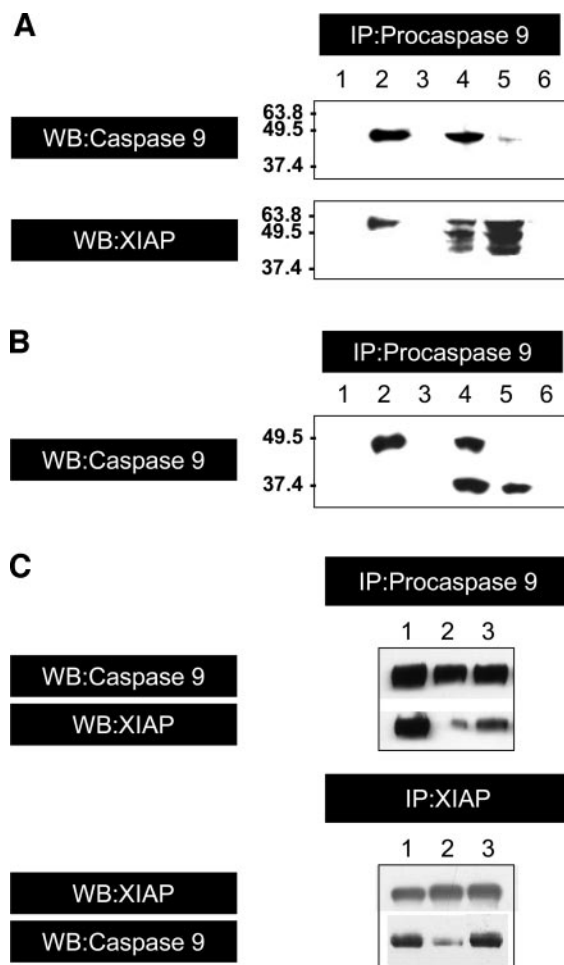 A
IP:Procaspase 9
1 2 3 4 5 6
WB:Caspase 9
63.8
49.5
37.4
WB:XIAP
63.8
49.5
37.4
B
IP:Procaspase 9
1 2 3 4 5 6
WB:Caspase 9
49.5
37.4
C
IP:Procaspase 9
1 2 3
WB:Caspase 9
WB:XIAP
IP:XIAP
1 2 3
WB:XIAP
WB:Caspase 9